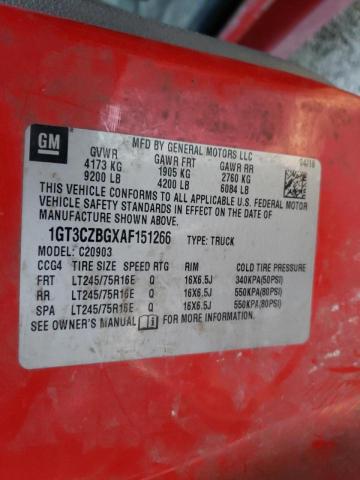 GM
MFD BY GENERAL MOTORS LLC
04/10
GVWR GAWR FRT GAWR RR
4173 KG 1905 KG 2760 KG
9200 LB 4200 LB 6084 LB
THIS VEHICLE CONFORMS TO ALL APPLICABLE U.S. FEDERAL MOTOR
VEHICLE SAFETY STANDARDS IN EFFECT ON THE DATE OF
MANUFACTURE SHOWN ABOVE.
1GT3CZBGXAF151266 TYPE: TRUCK
MODEL: C20903
CCG4 TIRE SIZE SPEED RTG RIM COLD TIRE PRESSURE
FRT LT245/75R16E Q 16X6.5J 340KPA(50PSI)
RR LT245/75R16E Q 16X6.5J 550KPA(80PSI)
SPA LT245/75R16E Q 16X6.5J 550KPA(80PSI)
SEE OWNER'S MANUAL FOR MORE INFORMATION.